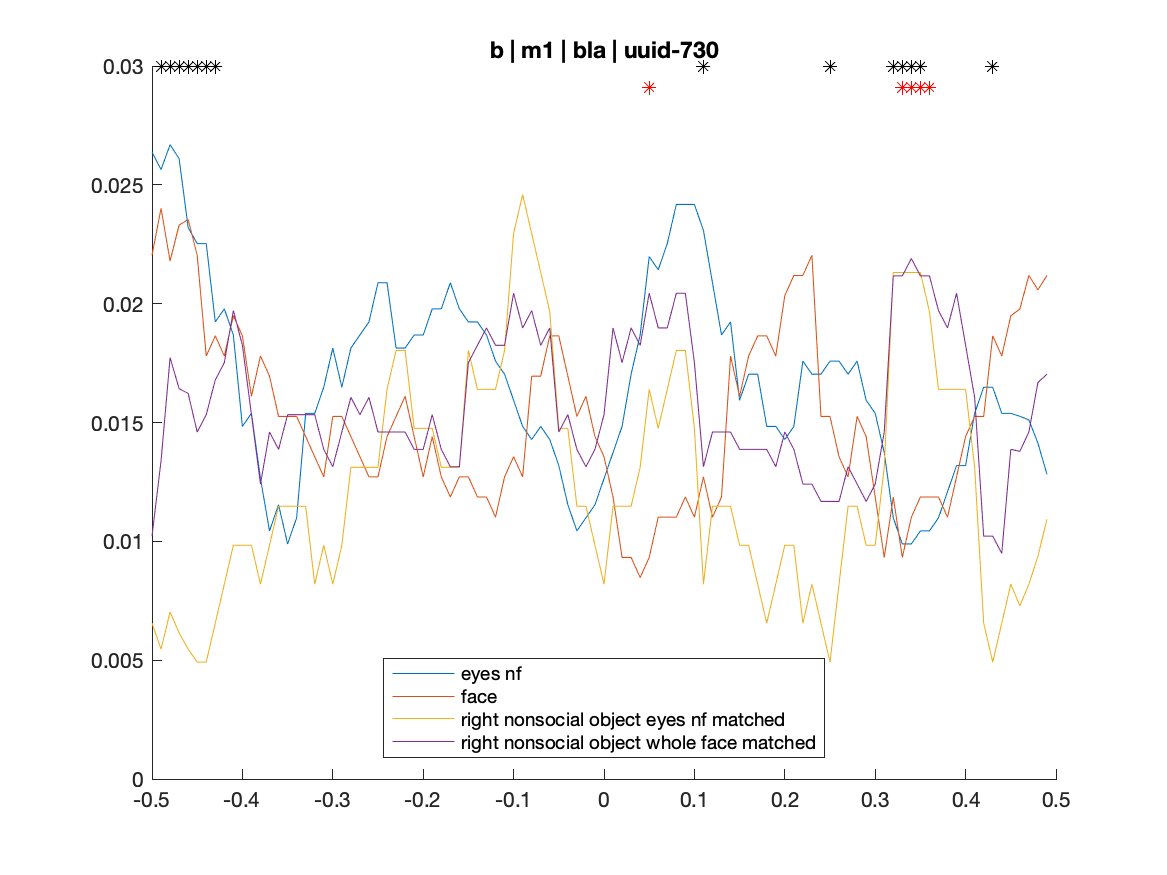 b | m1 | bla | uuid-730
0.03
0.025
0.02
0.015
0.01
0.005
0
eyes nf
face
right nonsocial object eyes nf matched
right nonsocial object whole face matched
-0.5 -0.4 -0.3 -0.2 -0.1 0 0.1 0.2 0.3 0.4 0.5